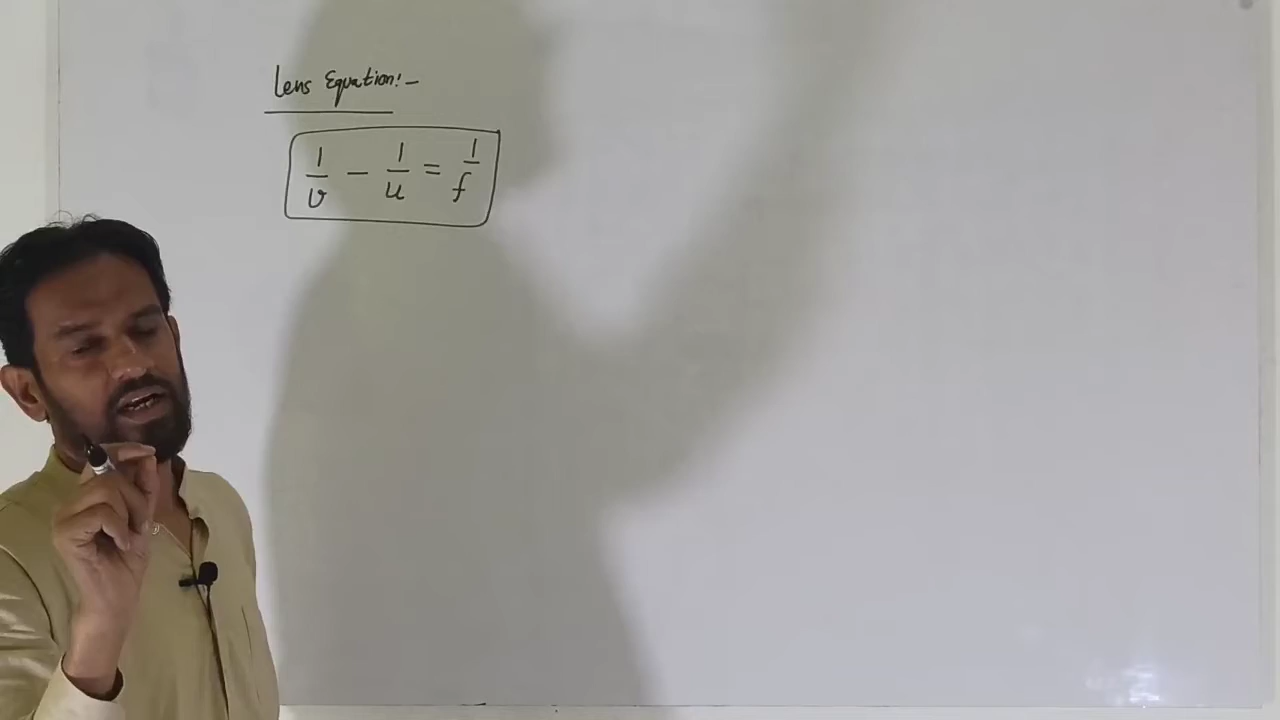 Lens Equation:-
1/v - 1/u = 1/f